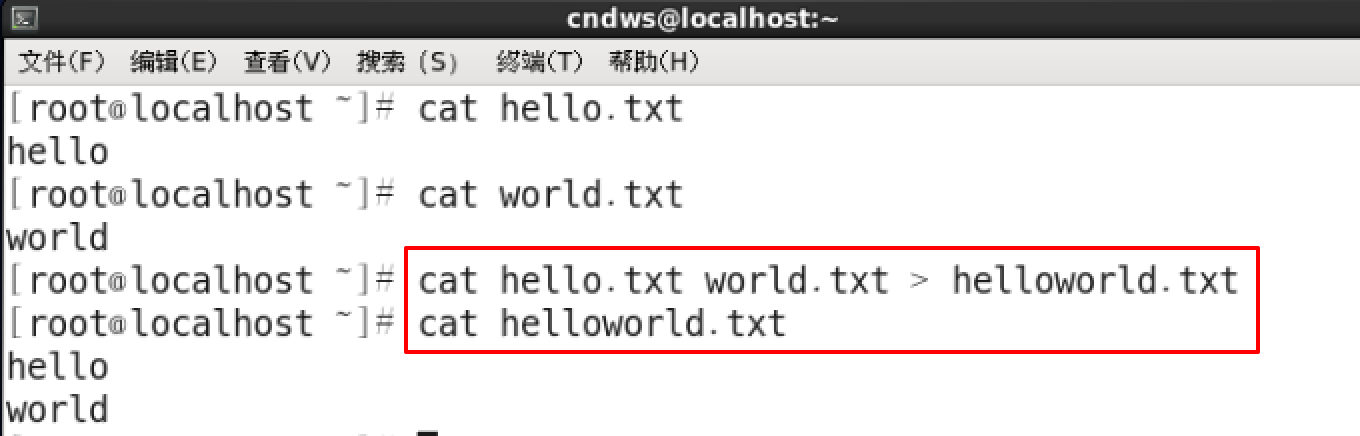 cndws@localhost:~
文件(F) 编辑(E) 查看(V) 搜索 (S) 终端(T) 帮助(H)
[root@localhost ~]# cat hello.txt
hello
[root@localhost ~]# cat world.txt
world
[root@localhost ~]# cat hello.txt world.txt > helloworld.txt
[root@localhost ~]# cat helloworld.txt
hello
world